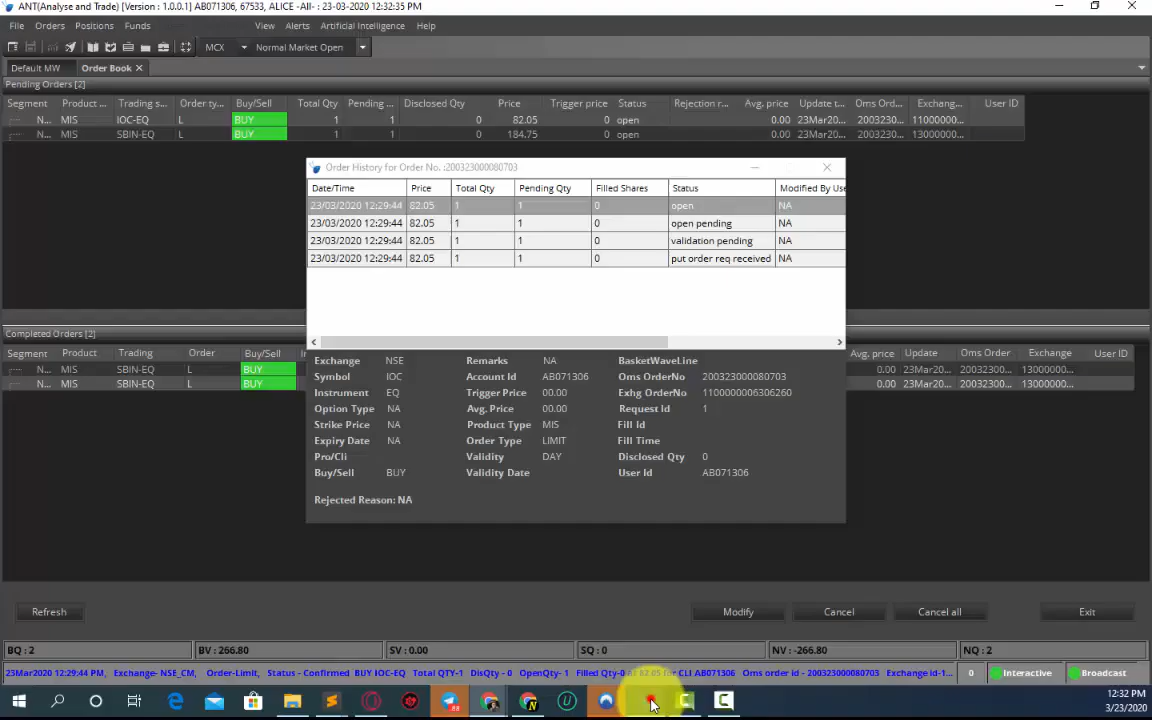 ANT(Analyse and Trade) [Version : 1.0.0.1] AB071306, 67533, ALICE -All- : 23-03-2020 12:32:35 PM
File Orders Positions Funds View Alerts Artificial Intelligence Help
MCX Normal Market Open
Default MW Order Book
Pending Orders [2]
Segment Product ... Trading s... Order ty... Buy/Sell Total Qty Pending ... Disclosed Qty Price Trigger price Status Rejection r... Avg. price Update t... Oms Ord... Exchang... User ID
N... MIS IOC-EQ L BUY 1 1 0 82.05 0 open 0.00 23Mar20... 2003230... 11000000...
N... MIS SBIN-EQ L BUY 1 1 0 184.75 0 open 0.00 23Mar20... 2003230... 13000000...
Order History for Order No. :200323000080703
Date/Time Price Total Qty Pending Qty Filled Shares Status Modified By Use
23/03/2020 12:29:44 82.05 1 1 0 open NA
23/03/2020 12:29:44 82.05 1 1 0 open pending NA
23/03/2020 12:29:44 82.05 1 1 0 validation pending NA
23/03/2020 12:29:44 82.05 1 1 0 put order req received NA
Completed Orders [2]
Segment Product Trading Order Buy/Sell Avg. price Update Oms Order Exchange User ID
N... MIS SBIN-EQ L BUY 0.00 23Mar20... 20032300... 13000000...
N... MIS SBIN-EQ L BUY 0.00 23Mar20... 20032300... 13000000...
Exchange NSE Remarks NA BasketWaveLine
Symbol IOC Account Id AB071306 Oms OrderNo 200323000080703
Instrument EQ Trigger Price 00.00 Exhg OrderNo 1100000006306260
Option Type NA Avg. Price 00.00 Request Id 1
Strike Price NA Product Type MIS Fill Id
Expiry Date NA Order Type LIMIT Fill Time
Pro/Cli Validity DAY Disclosed Qty 0
Buy/Sell BUY Validity Date User Id AB071306
Rejected Reason: NA
Refresh Modify Cancel Cancel all Exit
BQ : 2 BV : 266.80 SV : 0.00 SQ : 0 NV : -266.80 NQ : 2
23Mar2020 12:29:44 PM, Exchange- NSE_CM, Order-Limit, Status - Confirmed BUY IOC-EQ Total QTY-1 DisQty - 0 OpenQty- 1 Filled Qty-0 At 82.05 for CLI AB071306 Oms order id - 200323000080703 Exchange id-1... 0 Interactive Broadcast
12:32 PM
3/23/2020